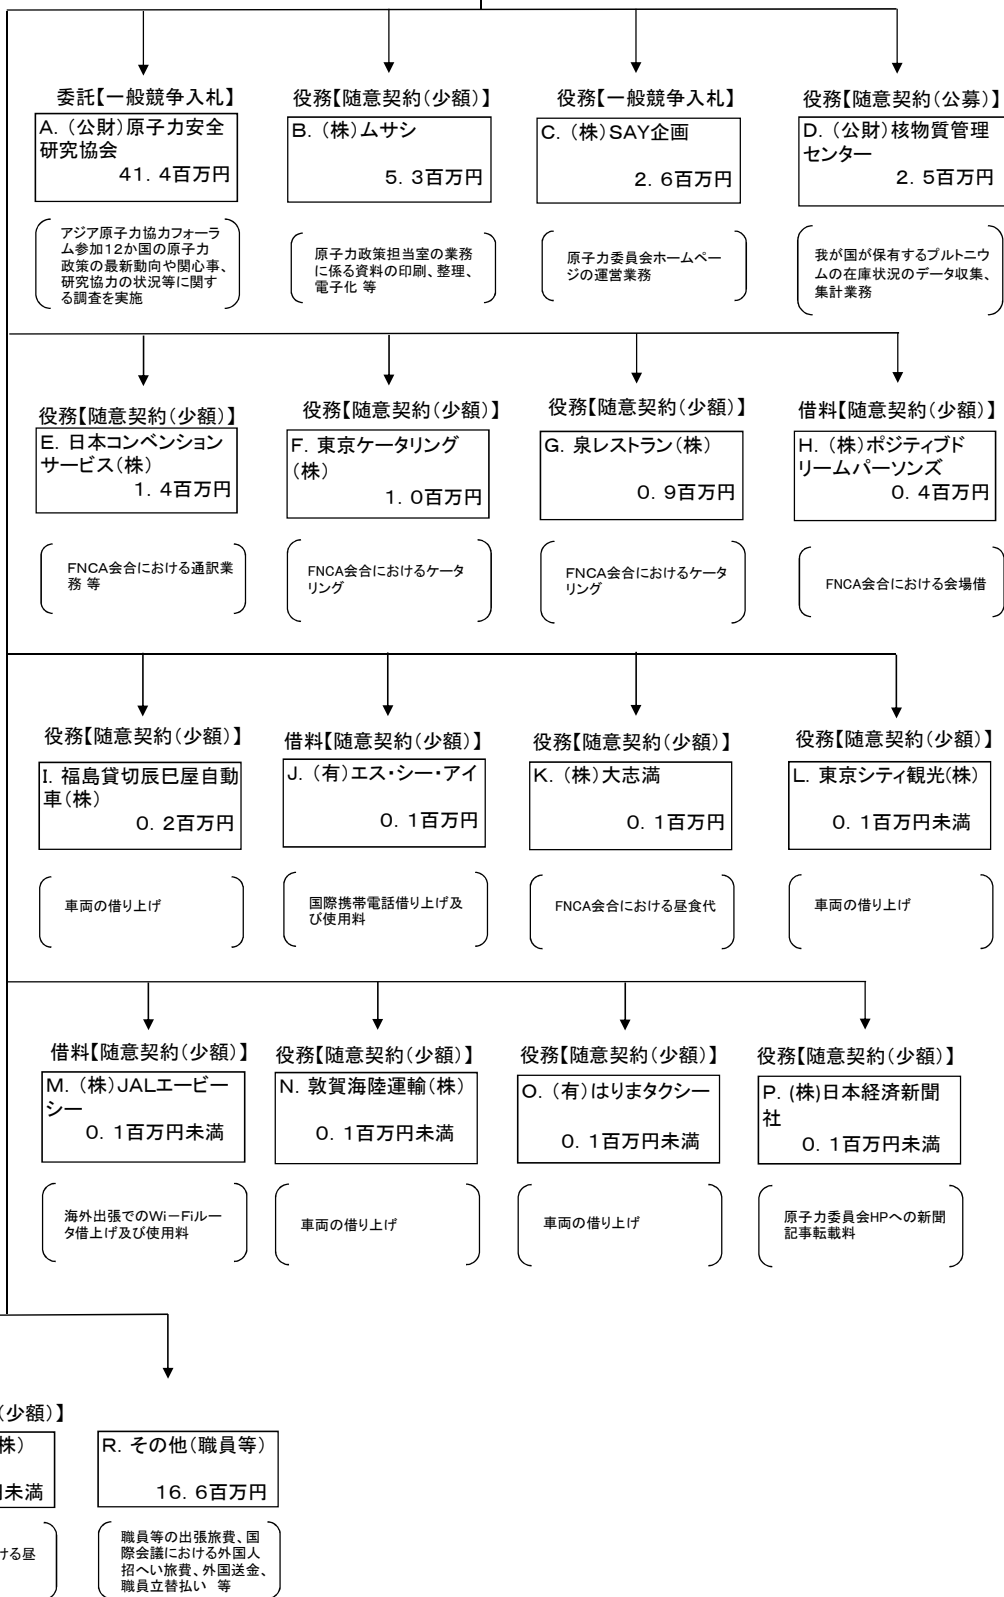 委託【一般競争入札】
A．（公財）原子力安全
研究協会
41．4百万円
アジア原子力協力フォーラ
ム参加12か国の原子力
政策の最新動向や関心事、
研究協力の状況等に関す
る調査を実施
役務【随意契約（少額）】
B．（株）ムサシ
5．3百万円
原子力政策担当室の業務
に係る資料の印刷、整理、
電子化 等
役務【一般競争入札】
C．（株）SAY企画
2．6百万円
原子力委員会ホームペー
ジの運営業務
役務【随意契約（公募）】
D．（公財）核物質管理
センター
2．5百万円
我が国が保有するプルトニウ
ムの在庫状況のデータ収集、
集計業務
役務【随意契約（少額）】
E．日本コンベンション
サービス（株）
1．4百万円
FNCA会合における通訳業
務 等
役務【随意契約（少額）】
F．東京ケータリング
（株）
1．0百万円
FNCA会合におけるケータ
リング
役務【随意契約（少額）】
G．泉レストラン（株）
0．9百万円
FNCA会合におけるケータ
リング
借料【随意契約（少額）】
H．（株）ポジティブド
リームパーソンズ
0．4百万円
FNCA会合における会場借
役務【随意契約（少額）】
I．福島貸切辰巳屋自動
車（株）
0．2百万円
車両の借り上げ
借料【随意契約（少額）】
J．（有）エス・シー・アイ
0．1百万円
国際携帯電話借り上げ及
び使用料
役務【随意契約（少額）】
K．（株）大志満
0．1百万円
FNCA会合における昼食代
役務【随意契約（少額）】
L．東京シティ観光（株）
0．1百万円未満
車両の借り上げ
借料【随意契約（少額）】
M．（株）JALエービー
シー
0．1百万円未満
海外出張でのWi－Fiルー
タ借上げ及び使用料
役務【随意契約（少額）】
N．敦賀海陸運輸（株）
0．1百万円未満
車両の借り上げ
役務【随意契約（少額）】
O．（有）はりまタクシー
0．1百万円未満
車両の借り上げ
役務【随意契約（少額）】
P．(株)日本経済新聞
社
0．1百万円未満
原子力委員会HPへの新聞
記事転載料
（少額）】
株）
未満
ける昼
R．その他（職員等）
16．6百万円
職員等の出張旅費、国
際会議における外国人
招へい旅費、外国送金、
職員立替払い 等